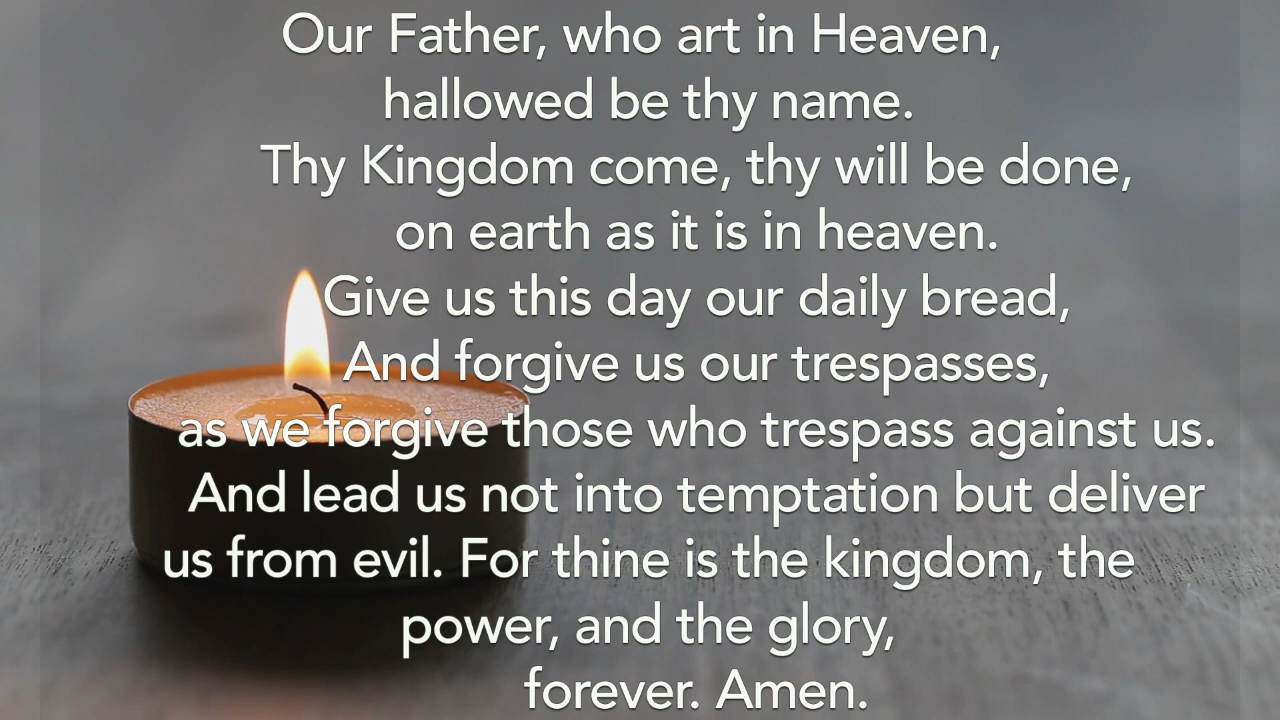 Our Father, who art in Heaven,
hallowed be thy name.
Thy Kingdom come, thy will be done,
on earth as it is in heaven.
Give us this day our daily bread,
And forgive us our trespasses,
as we forgive those who trespass against us.
And lead us not into temptation but deliver
us from evil. For thine is the kingdom, the
power, and the glory,
forever. Amen.